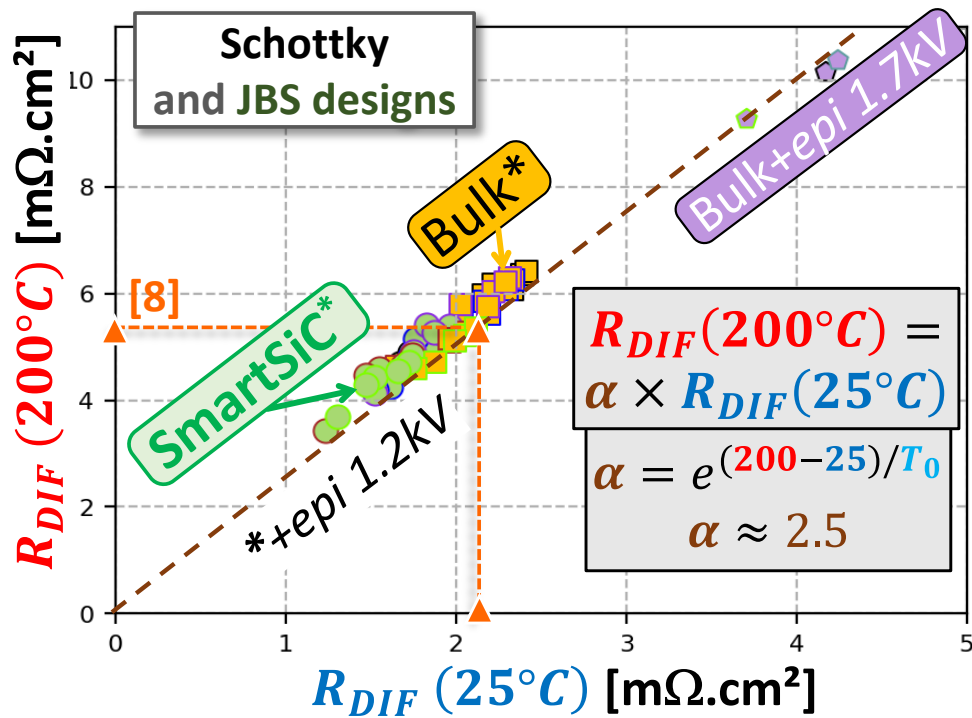 Schottky
and JBS designs
R_DIF (200°C) [mΩ.cm²]
10
8
6
4
2
0
Bulk+epi 1.7kV
Bulk*
[8]
SmartSiC*
*+epi 1.2kV
R_DIF(200°C) =
α × R_DIF(25°C)
α = e^(200−25)/T₀
α ≈ 2.5
0 1 2 3 4 5
R_DIF (25°C) [mΩ.cm²]